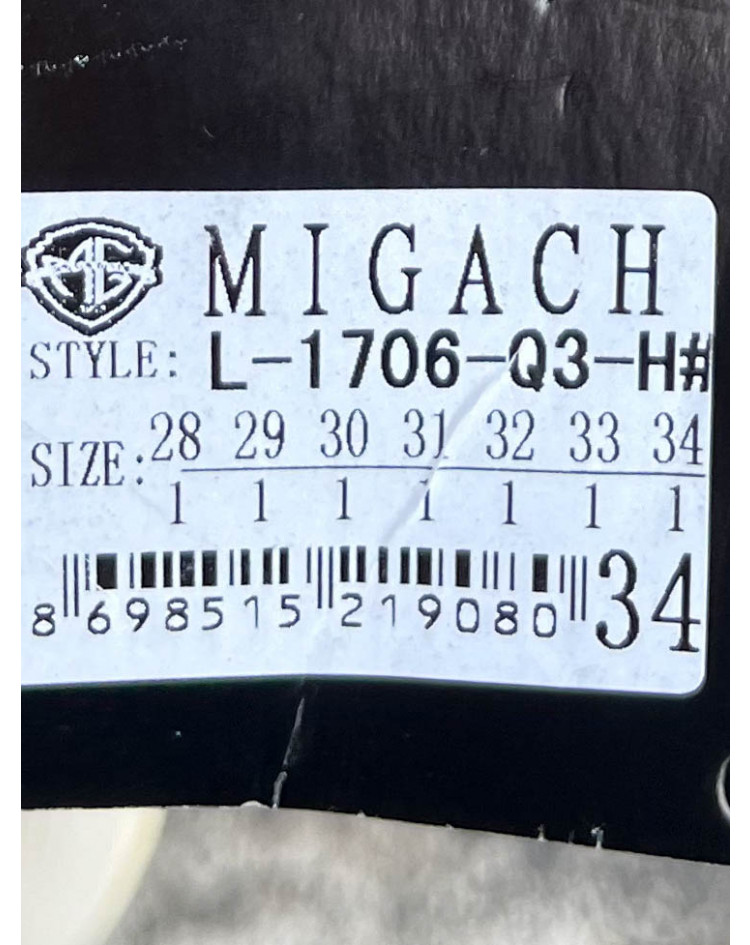 MIGACH
STYLE: L-1706-Q3-H#
SIZE: 28 29 30 31 32 33 34
1 1 1 1 1 1 1
8 698515 219080 34